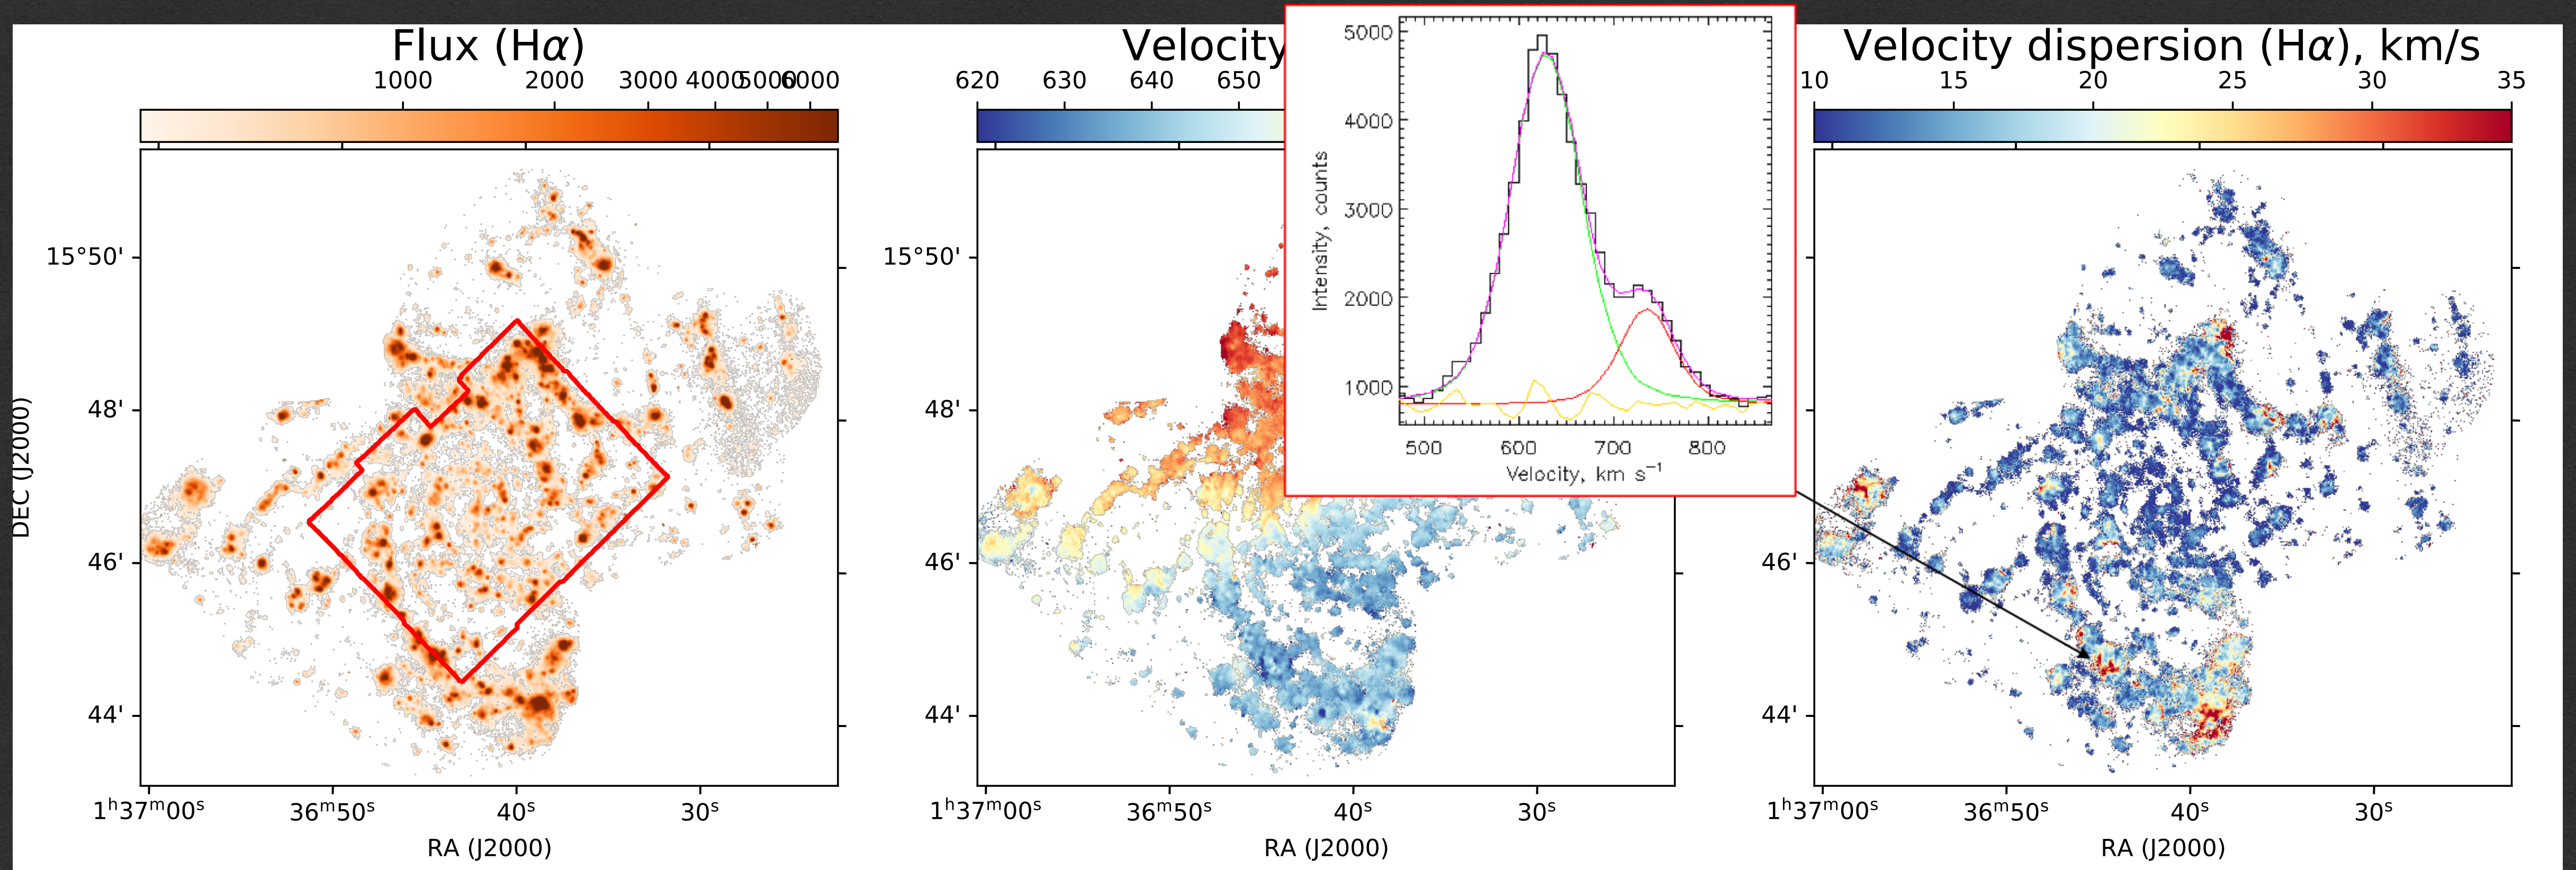 Flux (Hα)
1000 2000 3000 4000 5000 6000
15°50'
48'
46'
44'
DEC (J2000)
1ʰ37ᵐ00ˢ 36ᵐ50ˢ 40ˢ 30ˢ
RA (J2000)
Velocity
620 630 640 650
15°50'
46'
44'
1ʰ37ᵐ00ˢ 36ᵐ50ˢ 40ˢ 30ˢ
RA (J2000)
5000
4000
3000
2000
1000
Intensity, counts
500 600 700 800
Velocity, km s⁻¹
Velocity dispersion (Hα), km/s
10 15 20 25 30 35
46'
44'
1ʰ37ᵐ00ˢ 36ᵐ50ˢ 40ˢ 30ˢ
RA (J2000)
48'